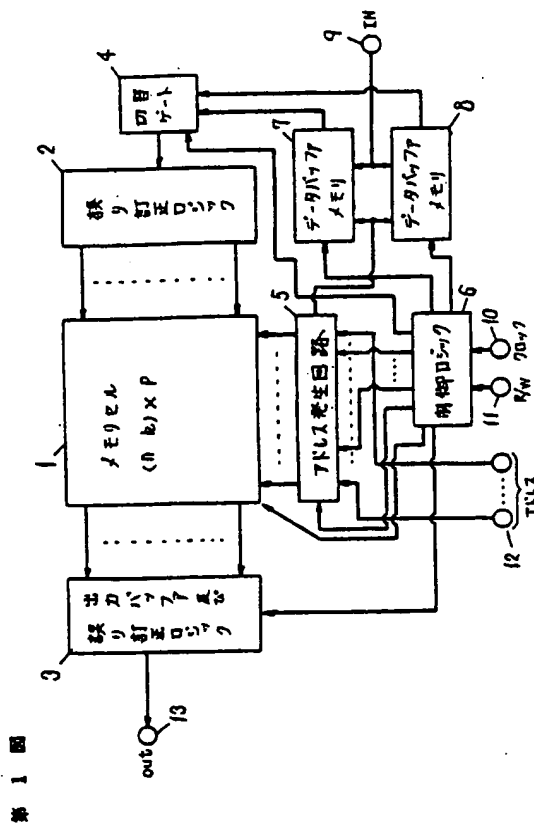 第 1 図
1
メモリセル
(n k)×P
2
誤り訂正ロジック
3
出力バッファ及び
誤り訂正ロジック
4
切替
ゲート
5
アドレス発生回路
6
制御ロジック
7
データバッファ
メモリ
8
データバッファ
メモリ
9
IN
10
クロック
11
R/W
12
アドレス
13
out